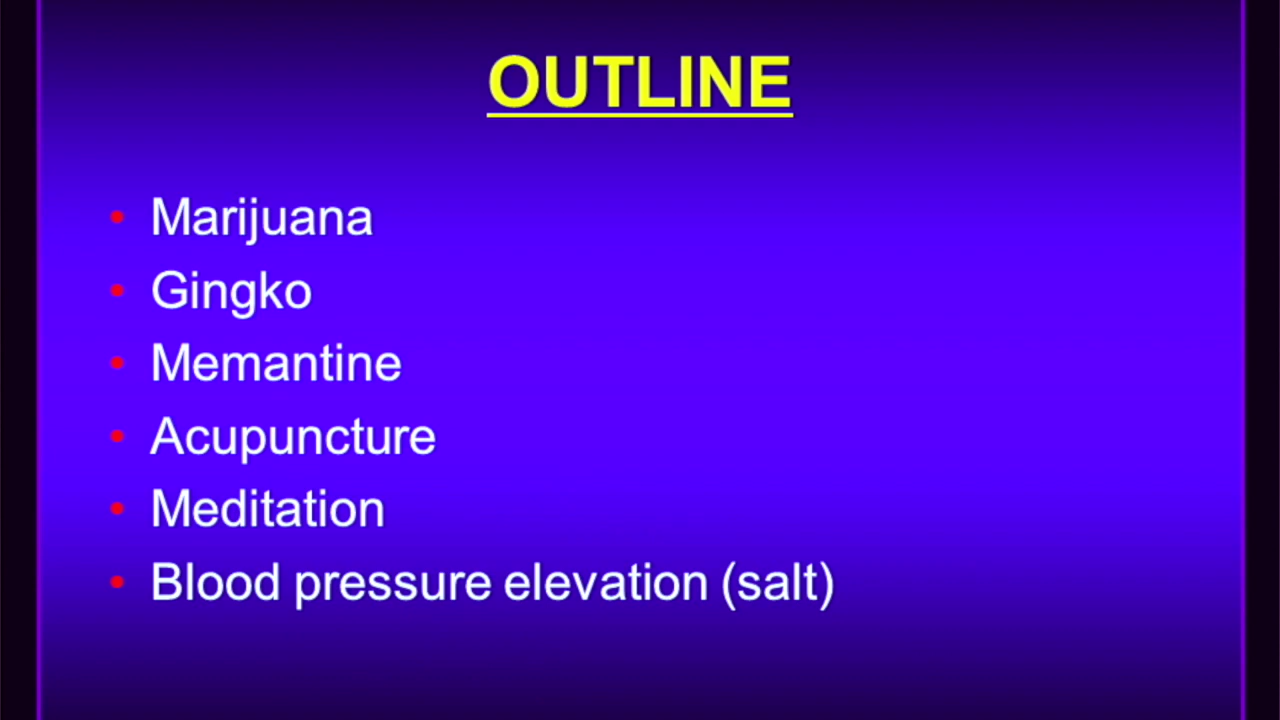 OUTLINE
• Marijuana
• Gingko
• Memantine
• Acupuncture
• Meditation
• Blood pressure elevation (salt)